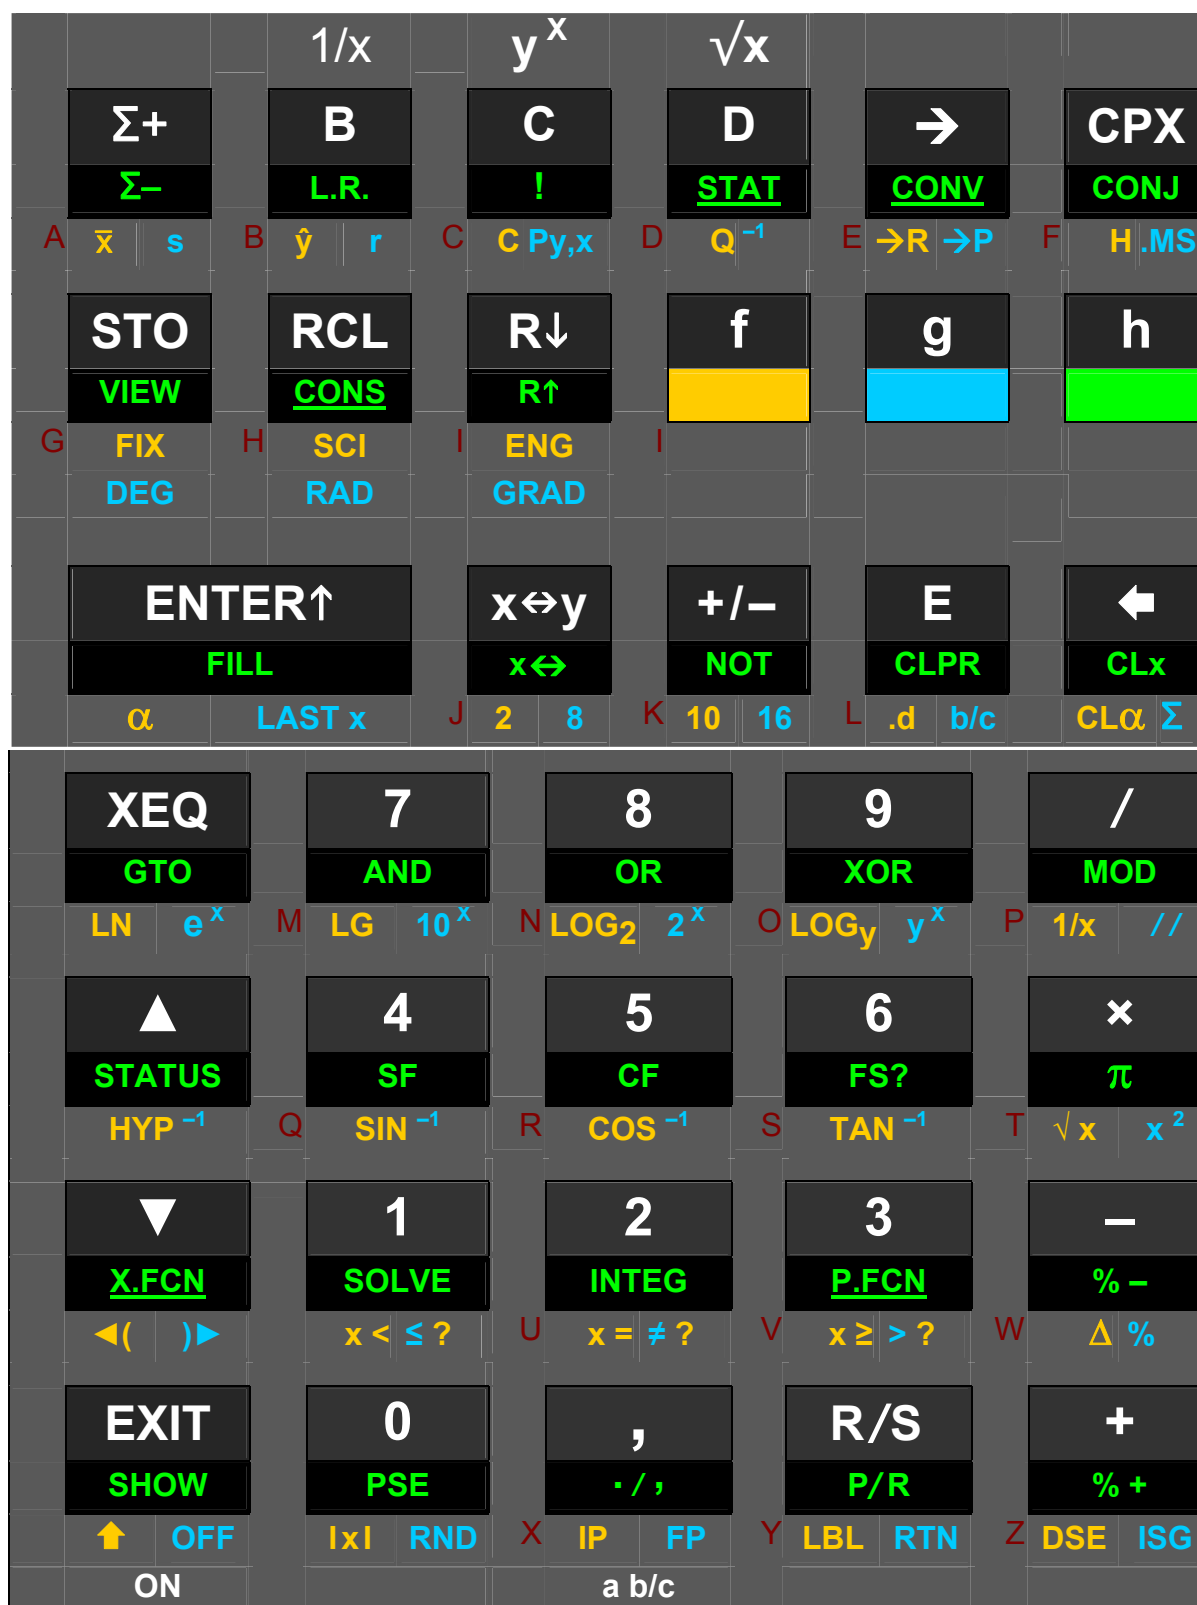 1/x y^x √x
Σ+ B C D → CPX
Σ– L.R. ! STAT CONV CONJ
A x̅ s B ŷ r C C Py,x D Q⁻¹ E →R →P F H .MS
STO RCL R↓ f g h
VIEW CONS R↑
G FIX H SCI I ENG I
DEG RAD GRAD
ENTER↑ x↔y +/– E 🡄
FILL x↔ NOT CLPR CLx
α LAST x J 2 8 K 10 16 L .d b/c CLα Σ
XEQ 7 8 9 /
GTO AND OR XOR MOD
LN e^x M LG 10^x N LOG₂ 2^x O LOGy y^x P 1/x //
▲ 4 5 6 ×
STATUS SF CF FS? π
HYP⁻¹ Q SIN⁻¹ R COS⁻¹ S TAN⁻¹ T √x x²
▼ 1 2 3 –
X.FCN SOLVE INTEG P.FCN % –
◄( )► x < ≤ ? U x = ≠ ? V x ≥ > ? W Δ %
EXIT 0 , R/S +
SHOW PSE ·/, P/R % +
⬆ OFF |x| RND X IP FP Y LBL RTN Z DSE ISG
ON a b/c